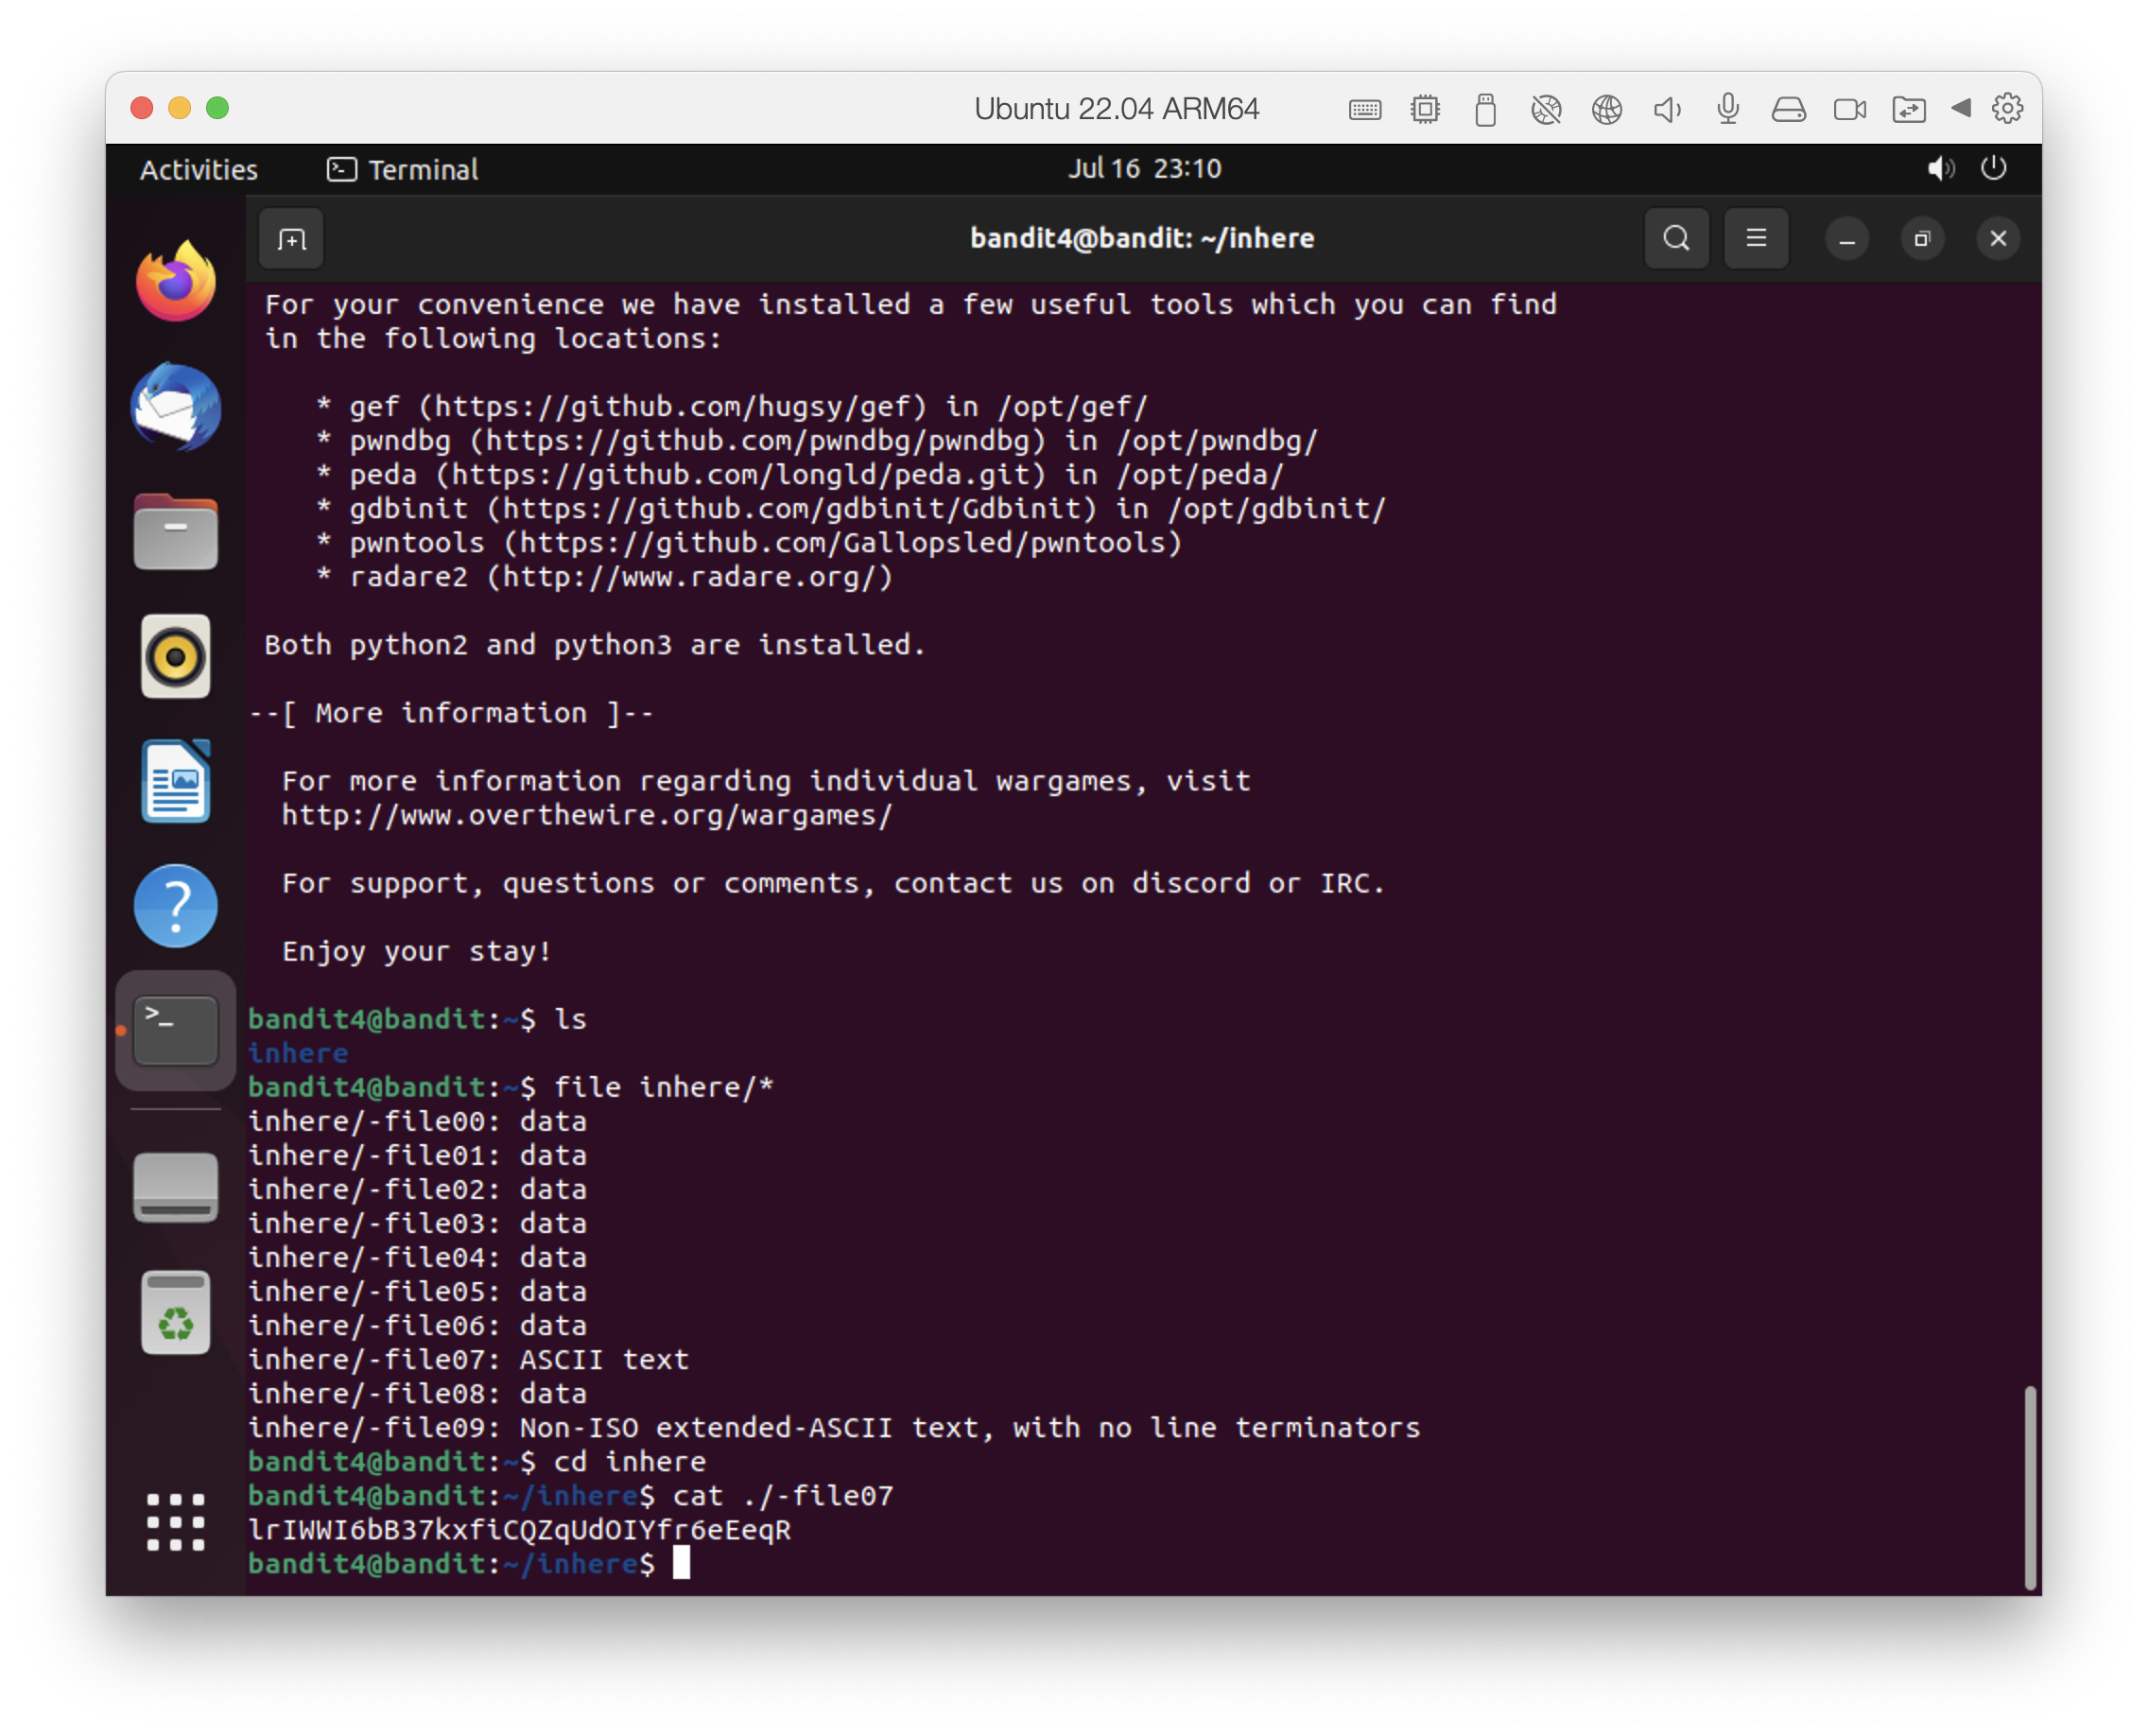 Ubuntu 22.04 ARM64
Activities
Terminal
Jul 16 23:10
bandit4@bandit: ~/inhere
For your convenience we have installed a few useful tools which you can find
in the following locations:
* gef (https://github.com/hugsy/gef) in /opt/gef/
* pwndbg (https://github.com/pwndbg/pwndbg) in /opt/pwndbg/
* peda (https://github.com/longld/peda.git) in /opt/peda/
* gdbinit (https://github.com/gdbinit/Gdbinit) in /opt/gdbinit/
* pwntools (https://github.com/Gallopsled/pwntools)
* radare2 (http://www.radare.org/)
Both python2 and python3 are installed.
--[ More information ]--
For more information regarding individual wargames, visit
http://www.overthewire.org/wargames/
For support, questions or comments, contact us on discord or IRC.
Enjoy your stay!
bandit4@bandit:~$ ls
inhere
bandit4@bandit:~$ file inhere/*
inhere/-file00: data
inhere/-file01: data
inhere/-file02: data
inhere/-file03: data
inhere/-file04: data
inhere/-file05: data
inhere/-file06: data
inhere/-file07: ASCII text
inhere/-file08: data
inhere/-file09: Non-ISO extended-ASCII text, with no line terminators
bandit4@bandit:~$ cd inhere
bandit4@bandit:~/inhere$ cat ./-file07
lrIWWI6bB37kxfiCQZqUdOIYfr6eEeqR
bandit4@bandit:~/inhere$